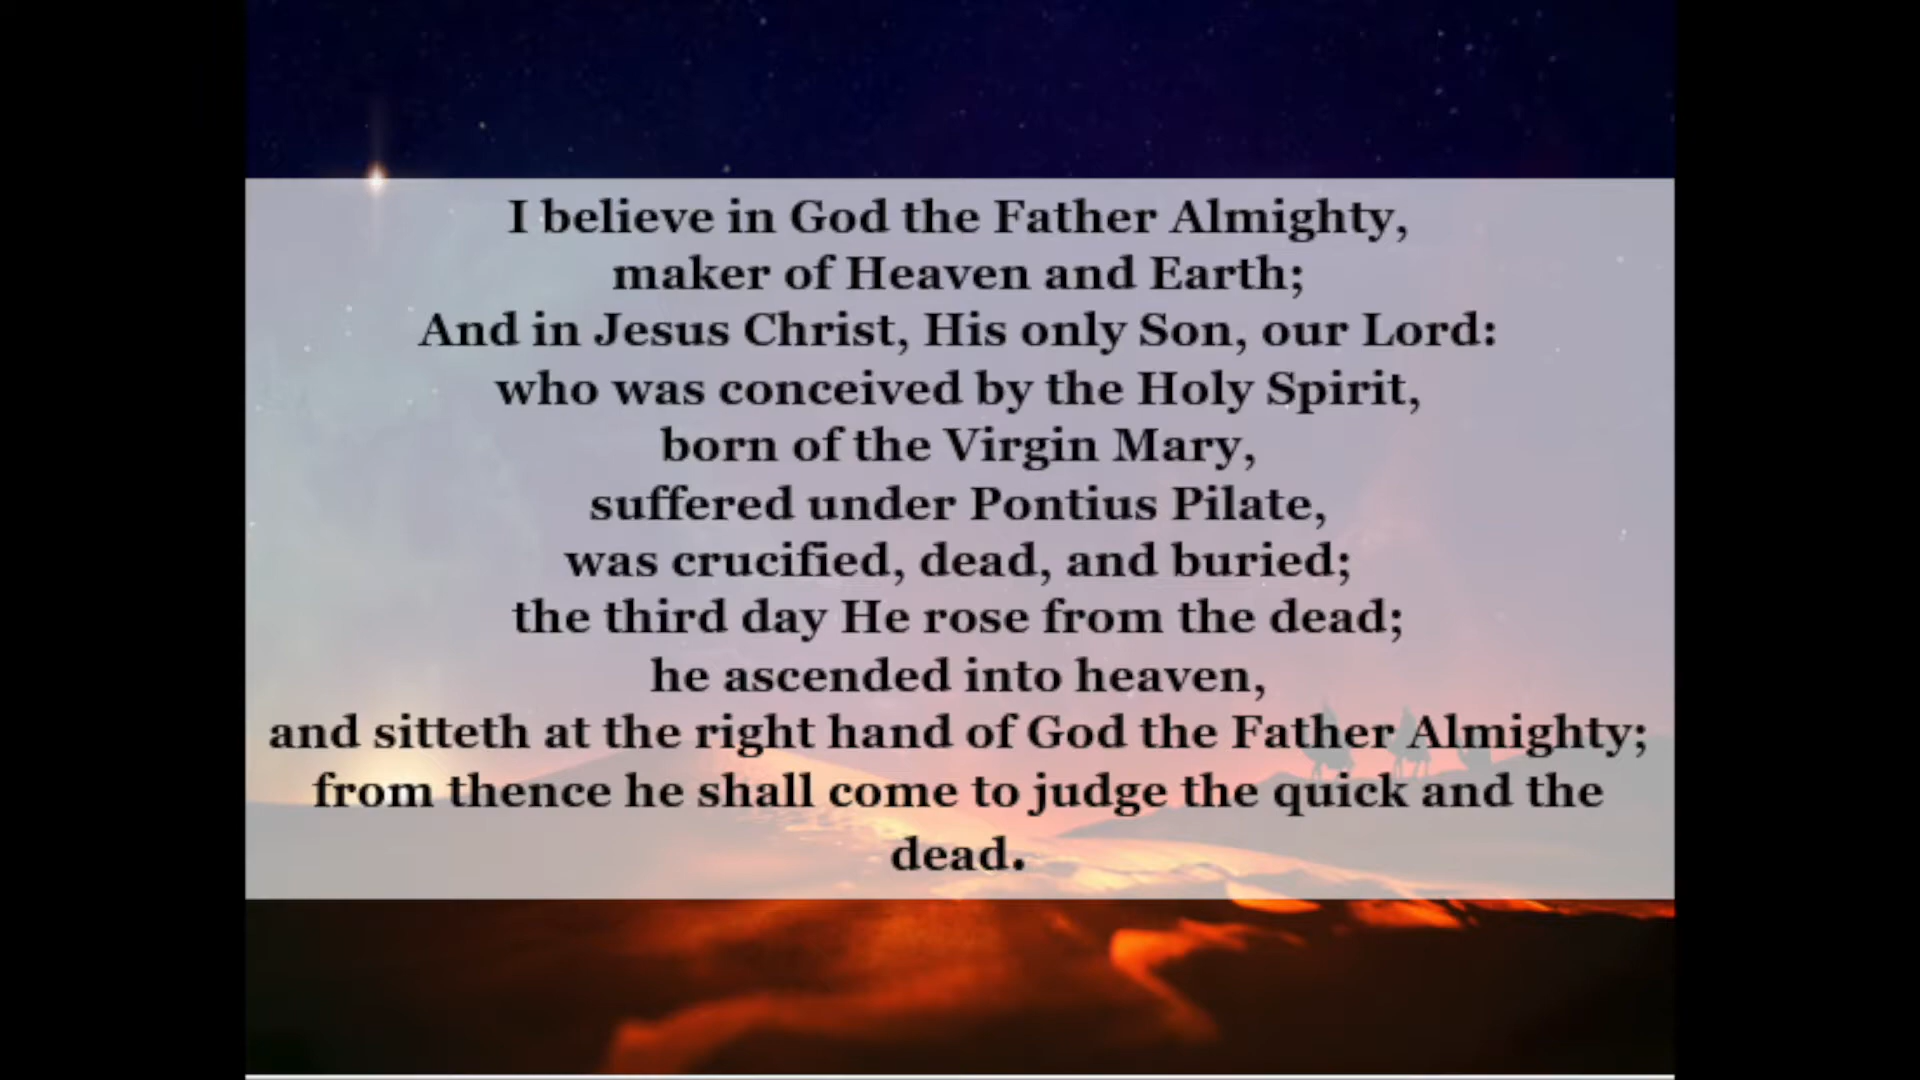 I believe in God the Father Almighty,
maker of Heaven and Earth;
And in Jesus Christ, His only Son, our Lord:
who was conceived by the Holy Spirit,
born of the Virgin Mary,
suffered under Pontius Pilate,
was crucified, dead, and buried;
the third day He rose from the dead;
he ascended into heaven,
and sitteth at the right hand of God the Father Almighty;
from thence he shall come to judge the quick and the
dead.